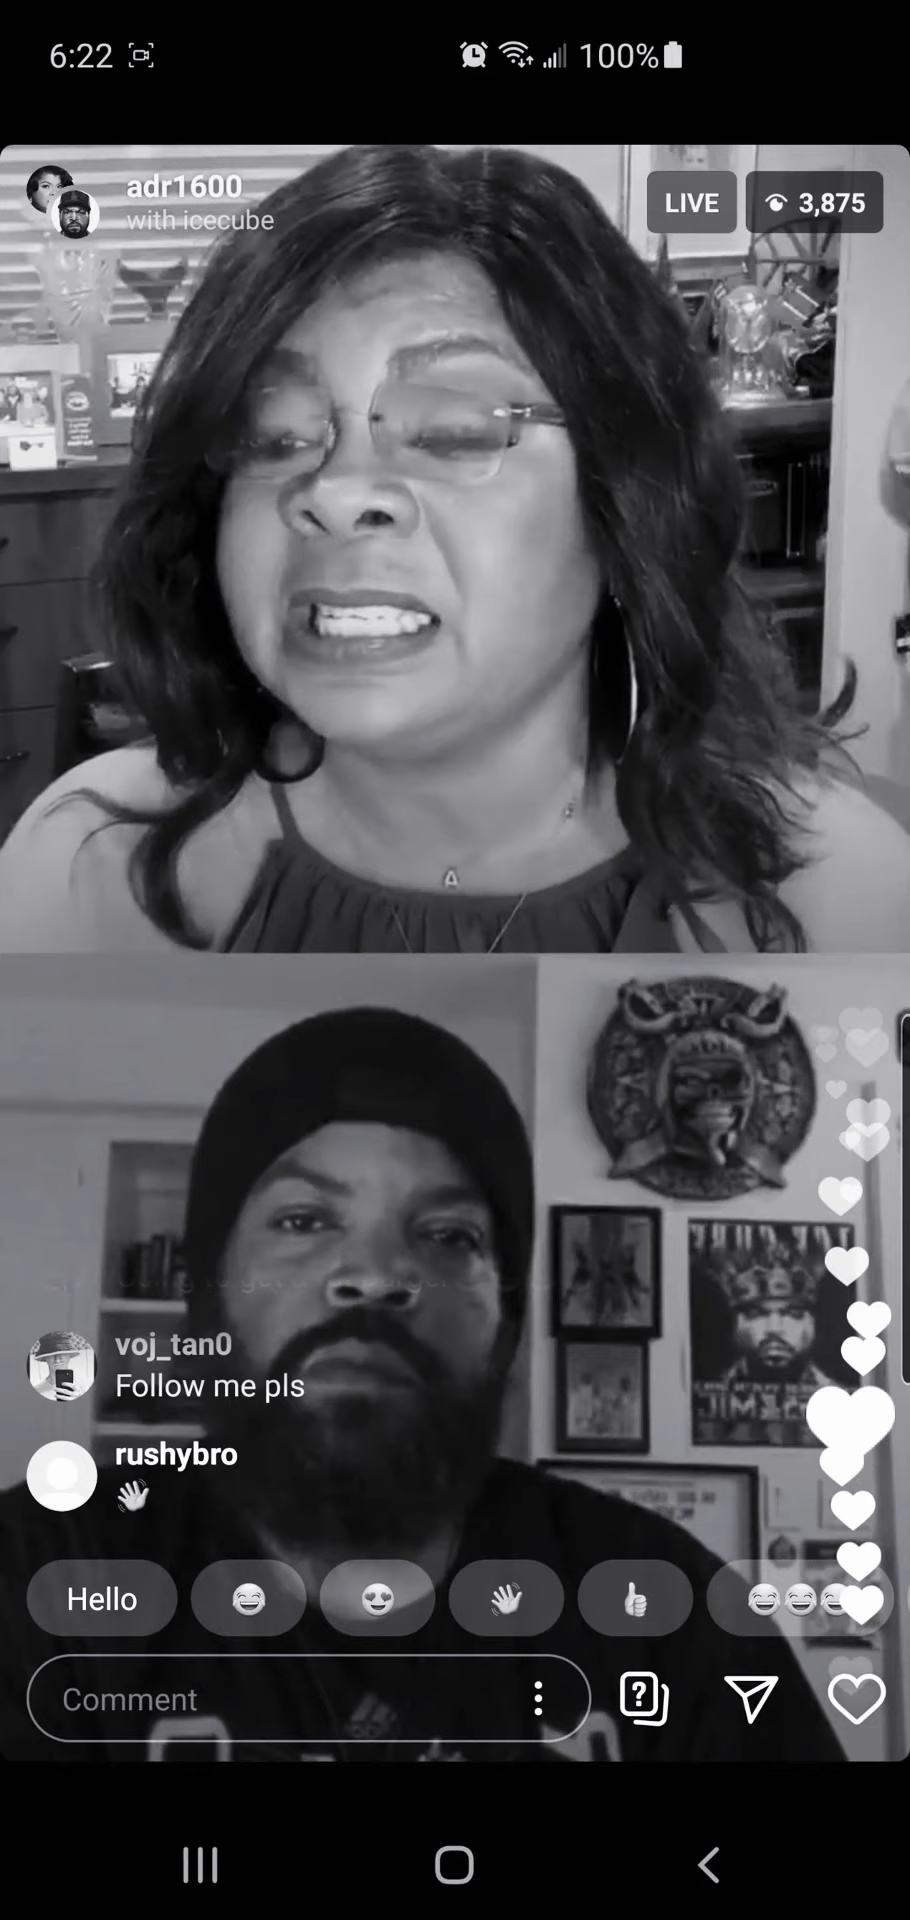 6:22
100%
adr1600
with icecube
LIVE
3,875
A
voj_tan0
Follow me pls
rushybro
Hello
Comment
?